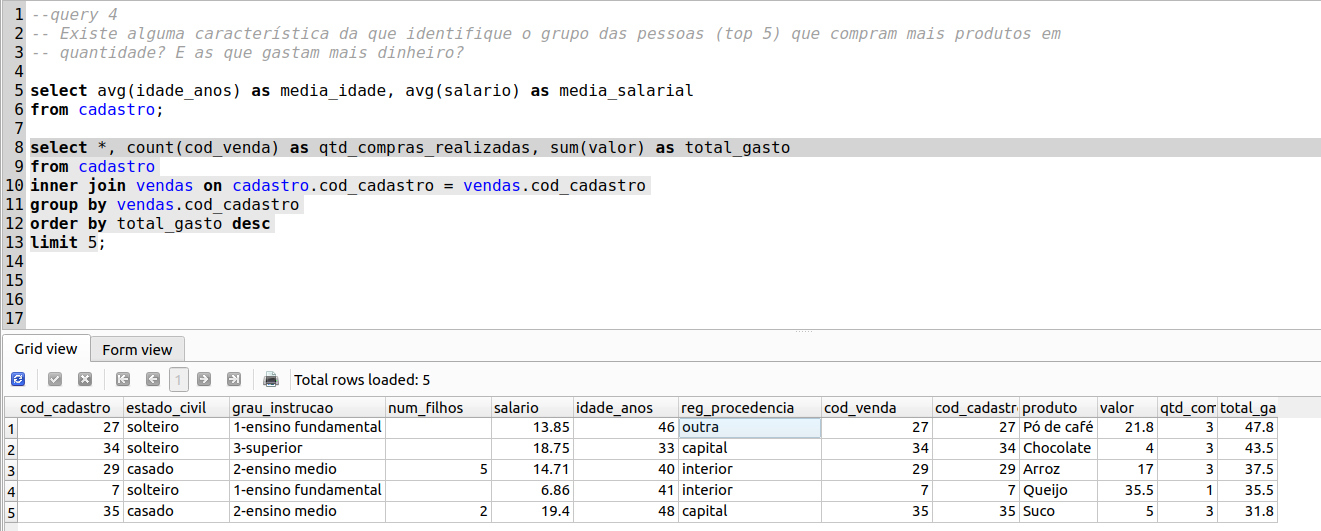 1 --query 4
2 -- Existe alguma característica da que identifique o grupo das pessoas (top 5) que compram mais produtos em
3 -- quantidade? E as que gastam mais dinheiro?
4
5 select avg(idade_anos) as media_idade, avg(salario) as media_salarial
6 from cadastro;
7
8 select *, count(cod_venda) as qtd_compras_realizadas, sum(valor) as total_gasto
9 from cadastro
10 inner join vendas on cadastro.cod_cadastro = vendas.cod_cadastro
11 group by vendas.cod_cadastro
12 order by total_gasto desc
13 limit 5;
14
15
16
17
Grid view Form view
1 Total rows loaded: 5
cod_cadastro estado_civil grau_instrucao num_filhos salario idade_anos reg_procedencia cod_venda cod_cadastr produto valor qtd_com total_ga
1 27 solteiro 1-ensino fundamental 13.85 46 outra 27 27 Pó de café 21.8 3 47.8
2 34 solteiro 3-superior 18.75 33 capital 34 34 Chocolate 4 3 43.5
3 29 casado 2-ensino medio 5 14.71 40 interior 29 29 Arroz 17 3 37.5
4 7 solteiro 1-ensino fundamental 6.86 41 interior 7 7 Queijo 35.5 1 35.5
5 35 casado 2-ensino medio 2 19.4 48 capital 35 35 Suco 5 3 31.8